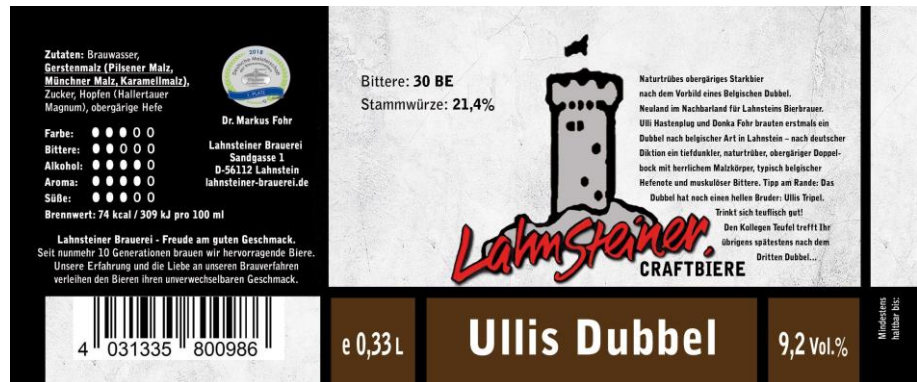 Zutaten: Brauwasser,
Gerstenmalz (Pilsener Malz,
Münchner Malz, Karamellmalz),
Zucker, Hopfen (Hallertauer
Magnum), obergärige Hefe
Farbe:
Bittere:
Alkohol:
Aroma:
Süße:
Brennwert: 74 kcal / 309 kJ pro 100 ml
2018
1. PLATZ
Dr. Markus Fohr
Lahnsteiner Brauerei
Sandgasse 1
D-56112 Lahnstein
lahnsteiner-brauerei.de
Lahnsteiner Brauerei - Freude am guten Geschmack.
Seit nunmehr 10 Generationen brauen wir hervorragende Biere.
Unsere Erfahrung und die Liebe an unseren Brauverfahren
verleihen den Bieren ihren unverwechselbaren Geschmack.
4 031335 800986
Bittere: 30 BE
Stammwürze: 21,4%
Lahnsteiner
CRAFTBIERE
Naturtrübes obergäriges Starkbier
nach dem Vorbild eines Belgischen Dubbel.
Neuland im Nachbarland für Lahnsteins Bierbrauer.
Ulli Hastenplug und Donka Fohr brauten erstmals ein
Dubbel nach belgischer Art in Lahnstein – nach deutscher
Diktion ein tiefdunkler, naturtrüber, obergäriger Doppel-
bock mit herrlichem Malzkörper, typisch belgischer
Hefenote und muskulöser Bittere. Tipp am Rande: Das
Dubbel hat noch einen hellen Bruder: Ullis Tripel.
Trinkt sich teuflisch gut!
Den Kollegen Teufel trefft Ihr
übrigens spätestens nach dem
Dritten Dubbel...
e 0,33 L
Ullis Dubbel
9,2 Vol.%
Mindestens
haltbar bis: